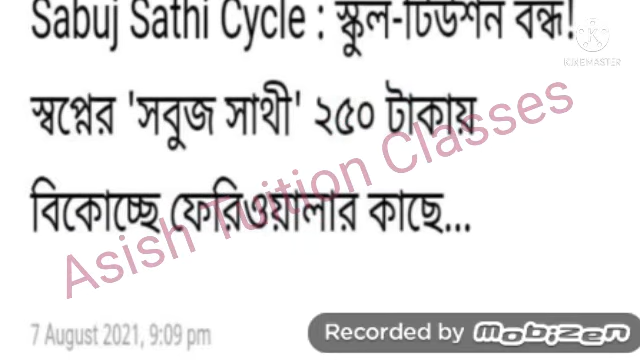 Sabuj Sathi Cycle : স্কুল-টিউশন বন্ধ!
স্বপ্নের 'সবুজ সাথী' ২৫০ টাকায়
বিকোচ্ছে ফেরিওয়ালার কাছে...
Asish Tuition Classes
7 August 2021, 9:09 pm
Recorded by mobizen
KINEMASTER